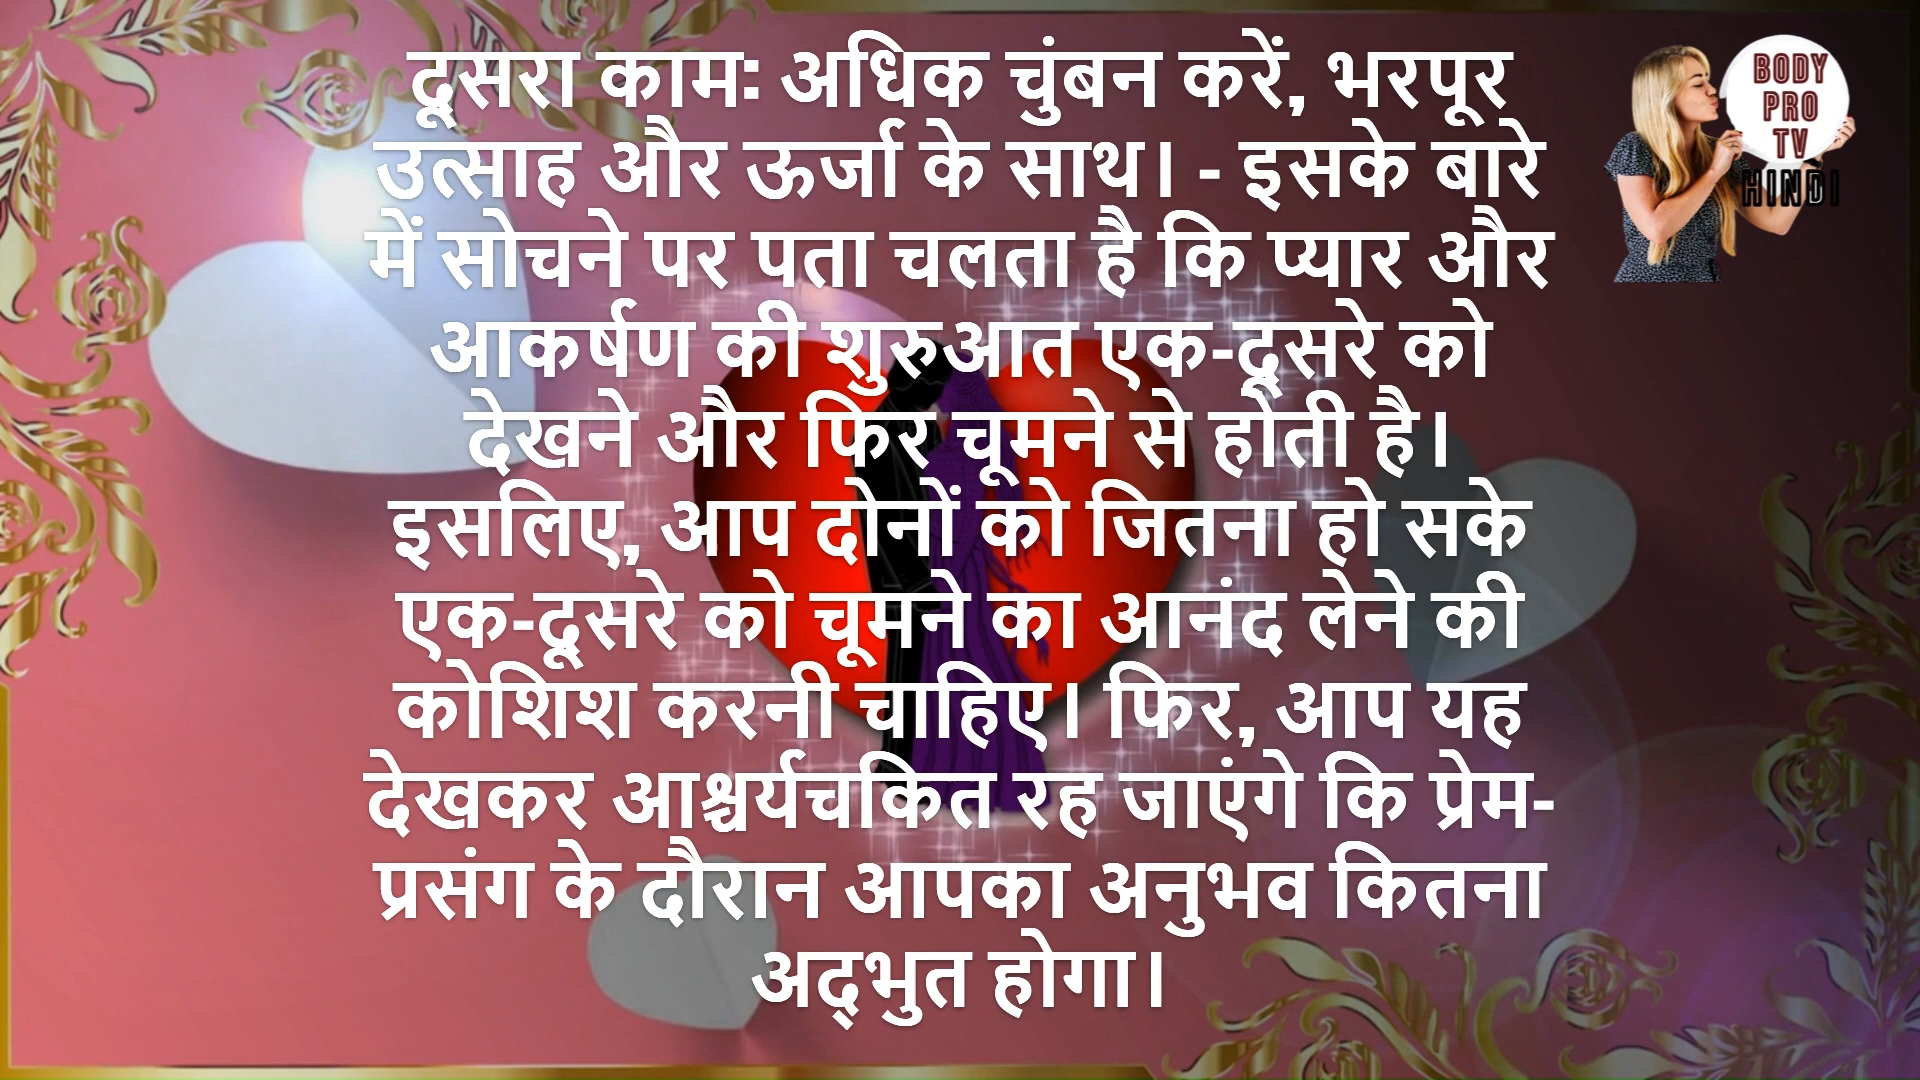 दूसरा काम: अधिक चुंबन करें, भरपूर
उत्साह और ऊर्जा के साथ। - इसके बारे
में सोचने पर पता चलता है कि प्यार और
आकर्षण की शुरुआत एक-दूसरे को
देखने और फिर चूमने से होती है।
इसलिए, आप दोनों को जितना हो सके
एक-दूसरे को चूमने का आनंद लेने की
कोशिश करनी चाहिए। फिर, आप यह
देखकर आश्चर्यचकित रह जाएंगे कि प्रेम-
प्रसंग के दौरान आपका अनुभव कितना
अद्भुत होगा।
BODY
PRO
TV
HINDI